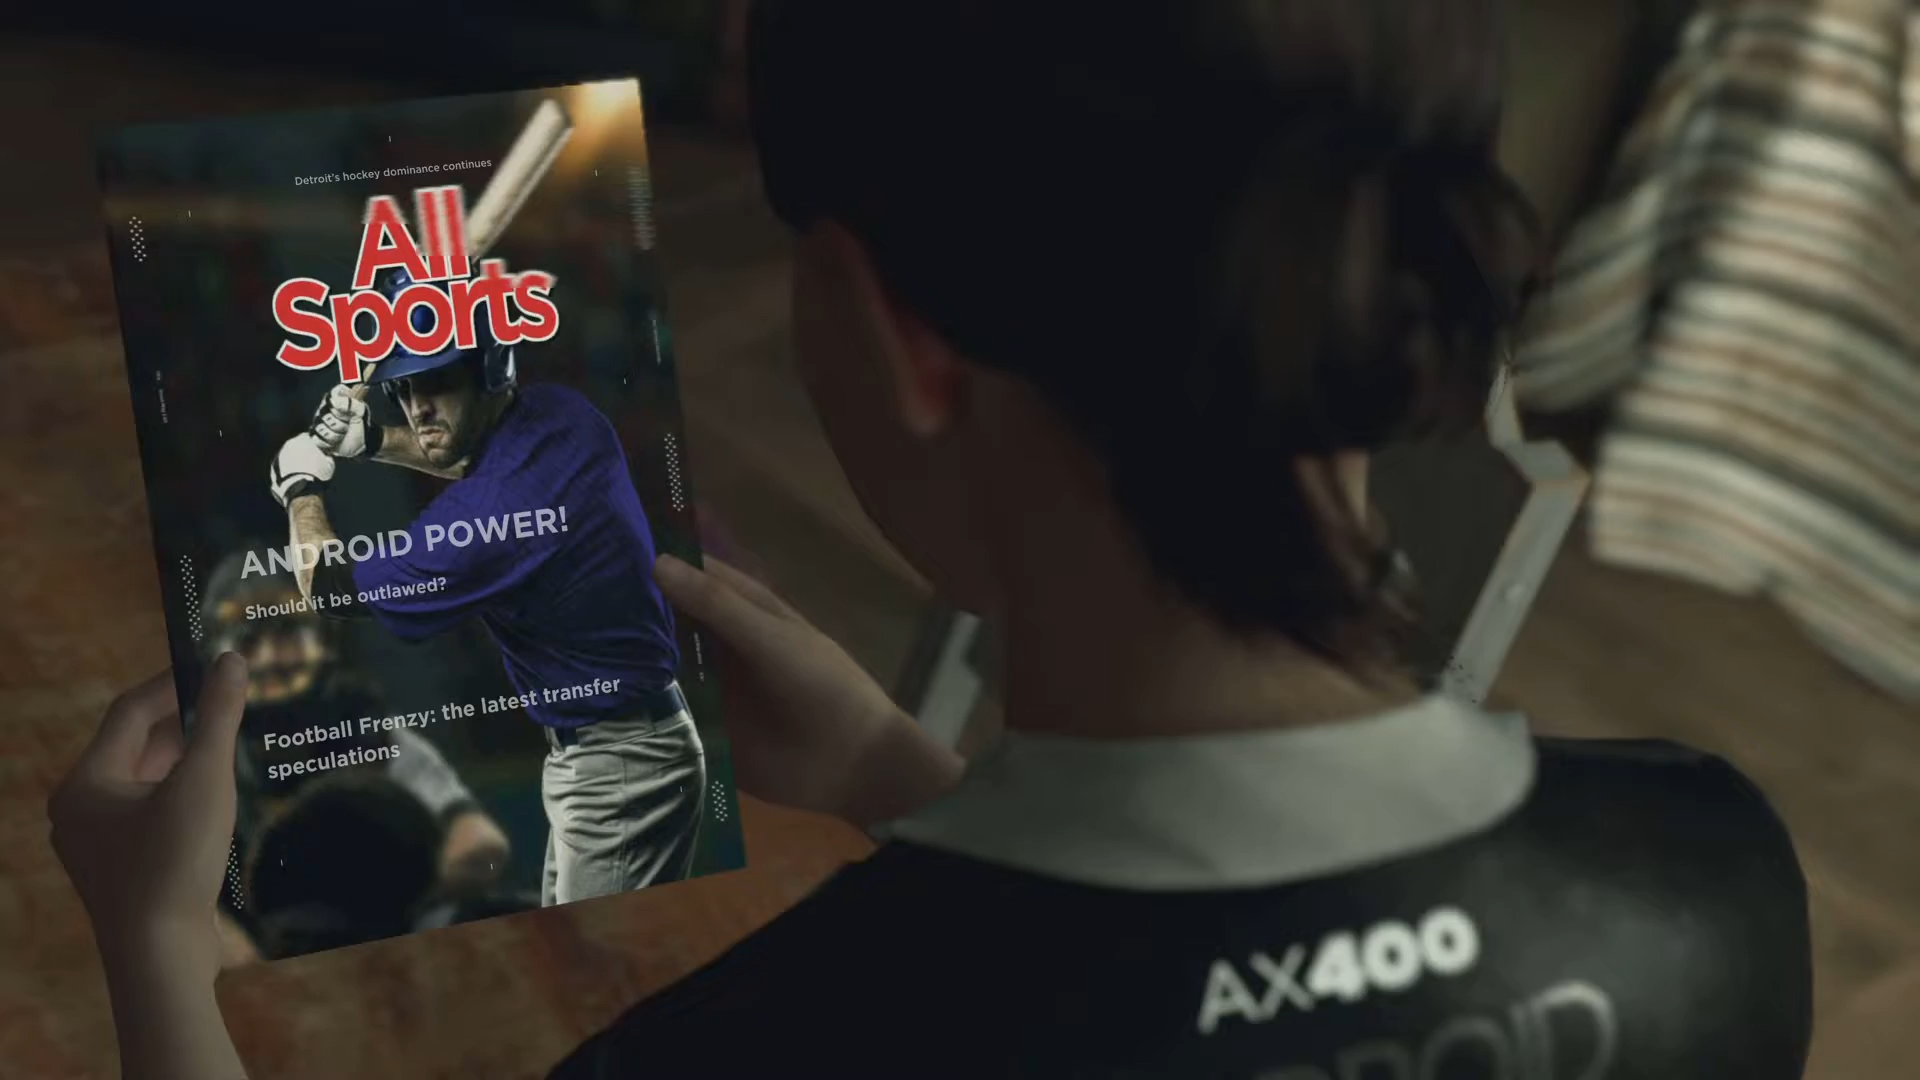 Detroit's hockey dominance continues
All
Sports
ANDROID POWER!
Should it be outlawed?
Football Frenzy: the latest transfer
speculations
AX400